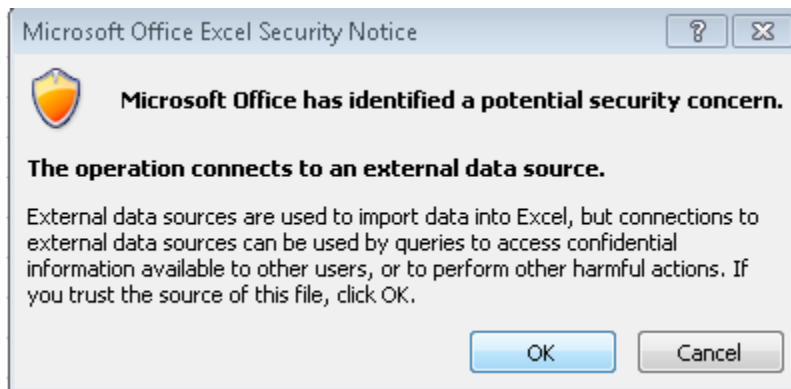 Microsoft Office Excel Security Notice
Microsoft Office has identified a potential security concern.
The operation connects to an external data source.
External data sources are used to import data into Excel, but connections to
external data sources can be used by queries to access confidential
information available to other users, or to perform other harmful actions. If
you trust the source of this file, click OK.
OK Cancel